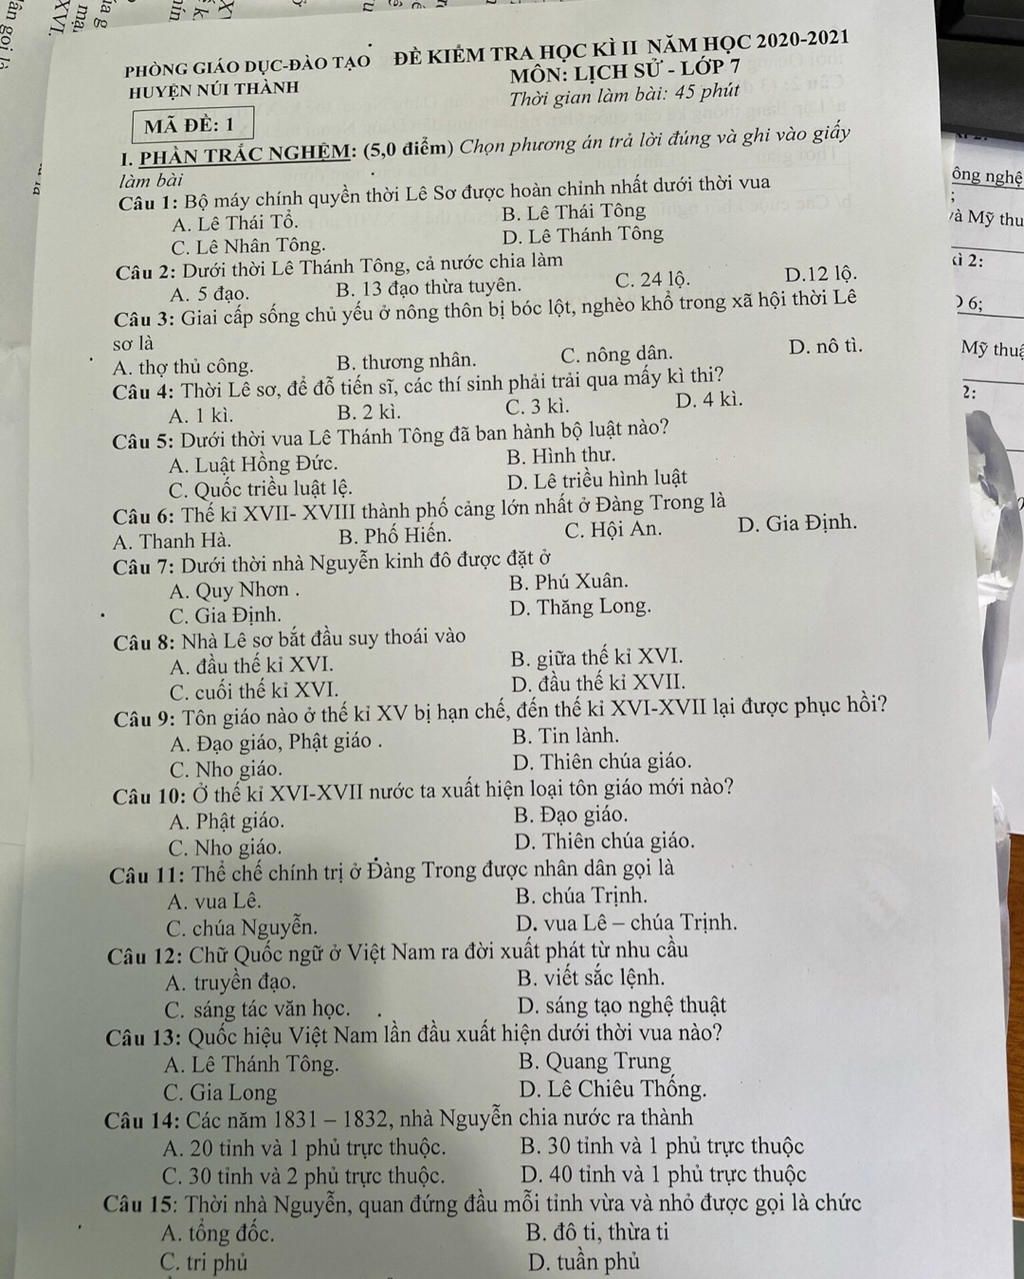 PHÒNG GIÁO DỤC-ĐÀO TẠO ĐỀ KIỂM TRA HỌC KÌ II NĂM HỌC 2020-2021
HUYỆN NÚI THÀNH MÔN: LỊCH SỬ - LỚP 7
Thời gian làm bài: 45 phút
MÃ ĐỀ: 1
I. PHẦN TRẮC NGHỆM: (5,0 điểm) Chọn phương án trả lời đúng và ghi vào giấy
làm bài
Câu 1: Bộ máy chính quyền thời Lê Sơ được hoàn chỉnh nhất dưới thời vua
A. Lê Thái Tổ. B. Lê Thái Tông
C. Lê Nhân Tông. D. Lê Thánh Tông
Câu 2: Dưới thời Lê Thánh Tông, cả nước chia làm
A. 5 đạo. B. 13 đạo thừa tuyên. C. 24 lộ. D.12 lộ.
Câu 3: Giai cấp sống chủ yếu ở nông thôn bị bóc lột, nghèo khổ trong xã hội thời Lê
sơ là
A. thợ thủ công. B. thương nhân. C. nông dân. D. nô tì.
Câu 4: Thời Lê sơ, để đỗ tiến sĩ, các thí sinh phải trải qua mấy kì thi?
A. 1 kì. B. 2 kì. C. 3 kì. D. 4 kì.
Câu 5: Dưới thời vua Lê Thánh Tông đã ban hành bộ luật nào?
A. Luật Hồng Đức. B. Hình thư.
C. Quốc triều luật lệ. D. Lê triều hình luật
Câu 6: Thế kỉ XVII- XVIII thành phố cảng lớn nhất ở Đàng Trong là
A. Thanh Hà. B. Phố Hiến. C. Hội An. D. Gia Định.
Câu 7: Dưới thời nhà Nguyễn kinh đô được đặt ở
A. Quy Nhơn . B. Phú Xuân.
C. Gia Định. D. Thăng Long.
Câu 8: Nhà Lê sơ bắt đầu suy thoái vào
A. đầu thế kỉ XVI. B. giữa thế kỉ XVI.
C. cuối thế kỉ XVI. D. đầu thế kỉ XVII.
Câu 9: Tôn giáo nào ở thế kỉ XV bị hạn chế, đến thế kỉ XVI-XVII lại được phục hồi?
A. Đạo giáo, Phật giáo . B. Tin lành.
C. Nho giáo. D. Thiên chúa giáo.
Câu 10: Ở thế kỉ XVI-XVII nước ta xuất hiện loại tôn giáo mới nào?
A. Phật giáo. B. Đạo giáo.
C. Nho giáo. D. Thiên chúa giáo.
Câu 11: Thể chế chính trị ở Đàng Trong được nhân dân gọi là
A. vua Lê. B. chúa Trịnh.
C. chúa Nguyễn. D. vua Lê – chúa Trịnh.
Câu 12: Chữ Quốc ngữ ở Việt Nam ra đời xuất phát từ nhu cầu
A. truyền đạo. B. viết sắc lệnh.
C. sáng tác văn học. D. sáng tạo nghệ thuật
Câu 13: Quốc hiệu Việt Nam lần đầu xuất hiện dưới thời vua nào?
A. Lê Thánh Tông. B. Quang Trung
C. Gia Long D. Lê Chiêu Thống.
Câu 14: Các năm 1831 – 1832, nhà Nguyễn chia nước ra thành
A. 20 tỉnh và 1 phủ trực thuộc. B. 30 tỉnh và 1 phủ trực thuộc
C. 30 tỉnh và 2 phủ trực thuộc. D. 40 tỉnh và 1 phủ trực thuộc
Câu 15: Thời nhà Nguyễn, quan đứng đầu mỗi tỉnh vừa và nhỏ được gọi là chức
A. tổng đốc. B. đô ti, thừa ti
C. tri phủ D. tuần phủ
ông nghệ
và Mỹ thu
kì 2:
6;
Mỹ thuậ
2: